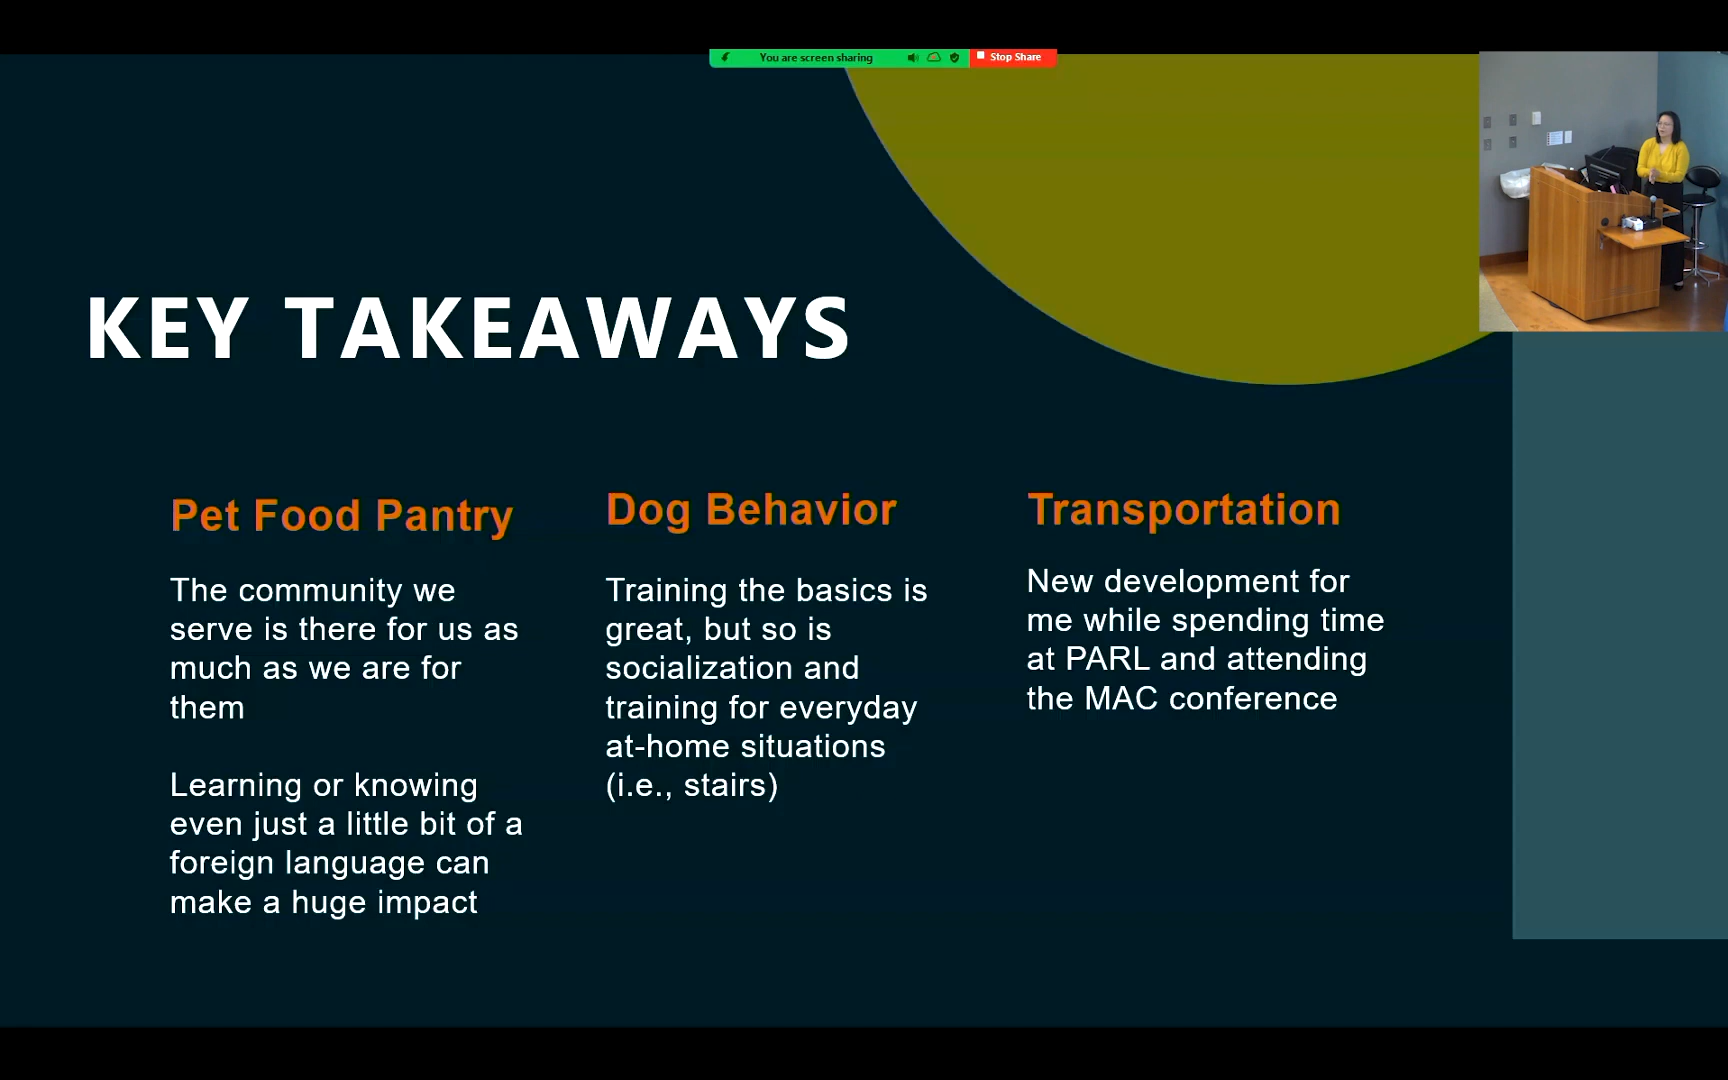 You are screen sharing
Stop Share
KEY TAKEAWAYS
Pet Food Pantry
The community we
serve is there for us as
much as we are for
them
Learning or knowing
even just a little bit of a
foreign language can
make a huge impact
Dog Behavior
Training the basics is
great, but so is
socialization and
training for everyday
at-home situations
(i.e., stairs)
Transportation
New development for
me while spending time
at PARL and attending
the MAC conference